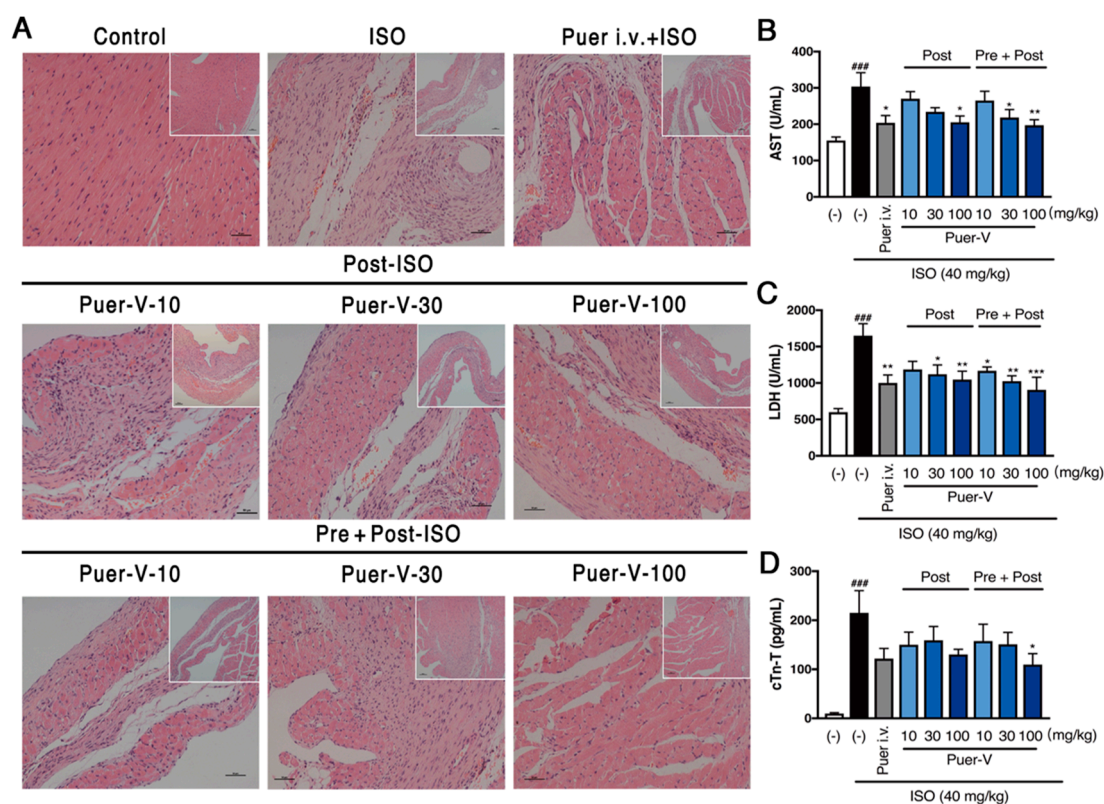 A
Control ISO Puer i.v.+ISO
Post-ISO
Puer-V-10 Puer-V-30 Puer-V-100
Pre + Post-ISO
Puer-V-10 Puer-V-30 Puer-V-100
B
AST (U/mL)
400
300
200
100
0
###
*
Post
*
Pre + Post
*
**
(-) (-) Puer i.v. 10 30 100 10 30 100 (mg/kg)
Puer-V
ISO (40 mg/kg)
C
LDH (U/mL)
2000
1500
1000
500
0
###
**
Post
*
**
Pre + Post
*
**
***
(-) (-) Puer i.v. 10 30 100 10 30 100 (mg/kg)
Puer-V
ISO (40 mg/kg)
D
cTn-T (pg/mL)
300
200
100
0
###
Post
Pre + Post
*
(-) (-) Puer i.v. 10 30 100 10 30 100 (mg/kg)
Puer-V
ISO (40 mg/kg)